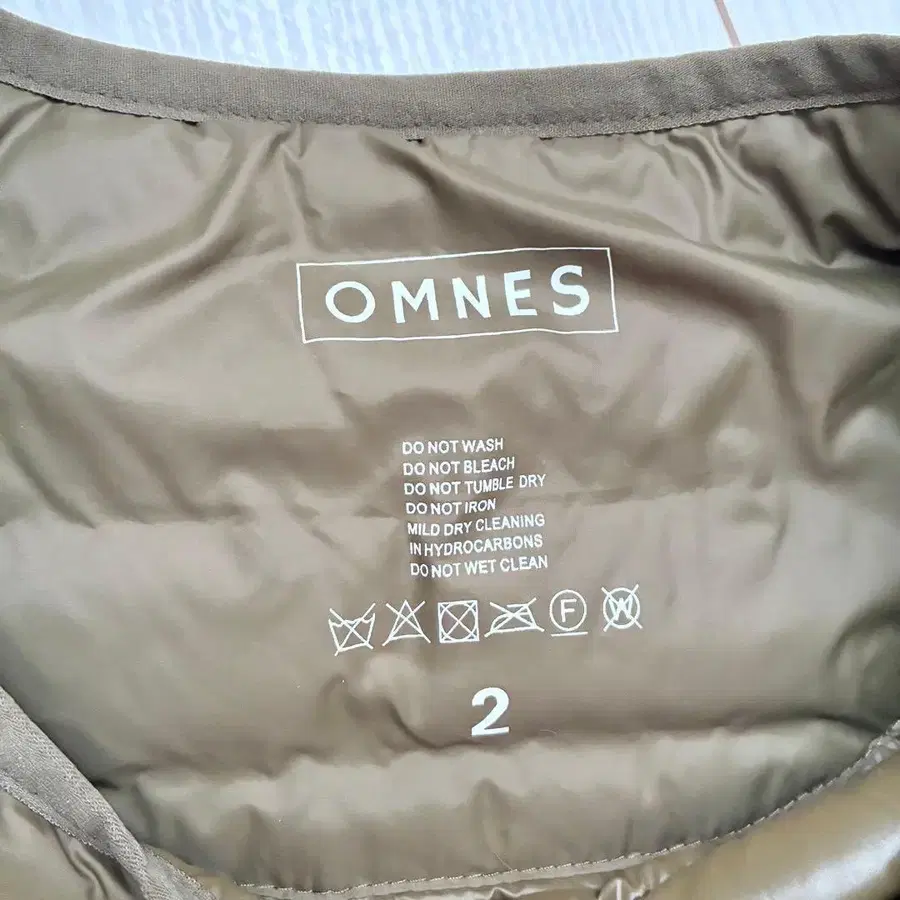 OMNES
DO NOT WASH
DO NOT BLEACH
DO NOT TUMBLE DRY
DO NOT IRON
MILD DRY CLEANING
IN HYDROCARBONS
DO NOT WET CLEAN
F W
2